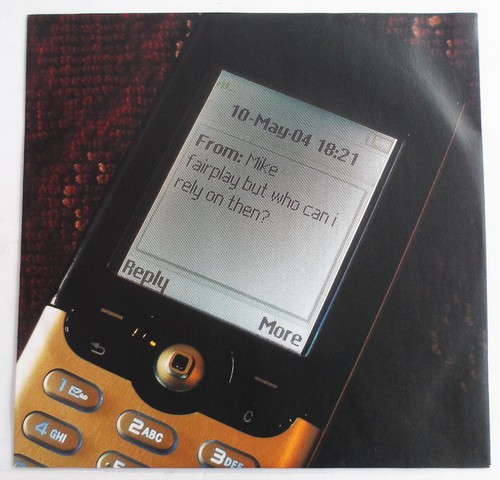 10-May-04 18:21
From: Mike
fairplay but who can i
rely on then?
Reply
More
C
1
4 GHI
2 ABC
3 DEF
5